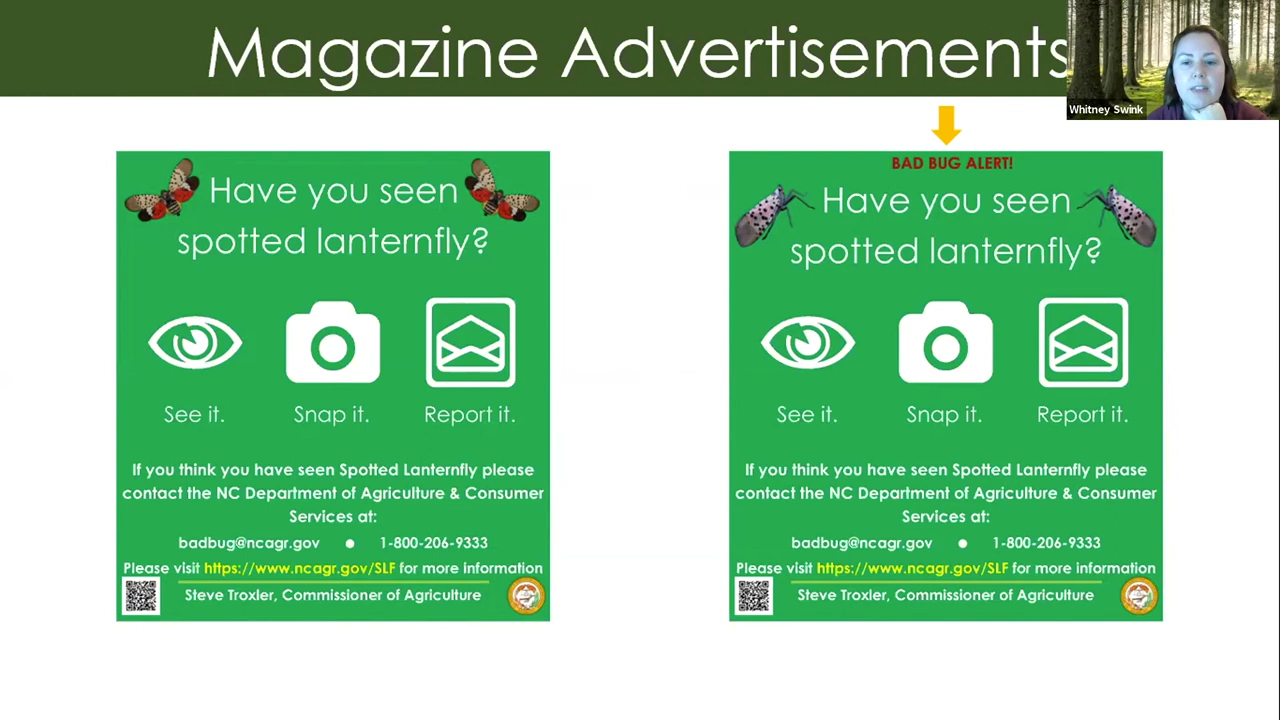 Magazine Advertisements
Whitney Swink
Have you seen
spotted lanternfly?
See it. Snap it. Report it.
If you think you have seen Spotted Lanternfly please
contact the NC Department of Agriculture & Consumer
Services at:
badbug@ncagr.gov ● 1-800-206-9333
Please visit https://www.ncagr.gov/SLF for more information
Steve Troxler, Commissioner of Agriculture
BAD BUG ALERT!
Have you seen
spotted lanternfly?
See it. Snap it. Report it.
If you think you have seen Spotted Lanternfly please
contact the NC Department of Agriculture & Consumer
Services at:
badbug@ncagr.gov ● 1-800-206-9333
Please visit https://www.ncagr.gov/SLF for more information
Steve Troxler, Commissioner of Agriculture